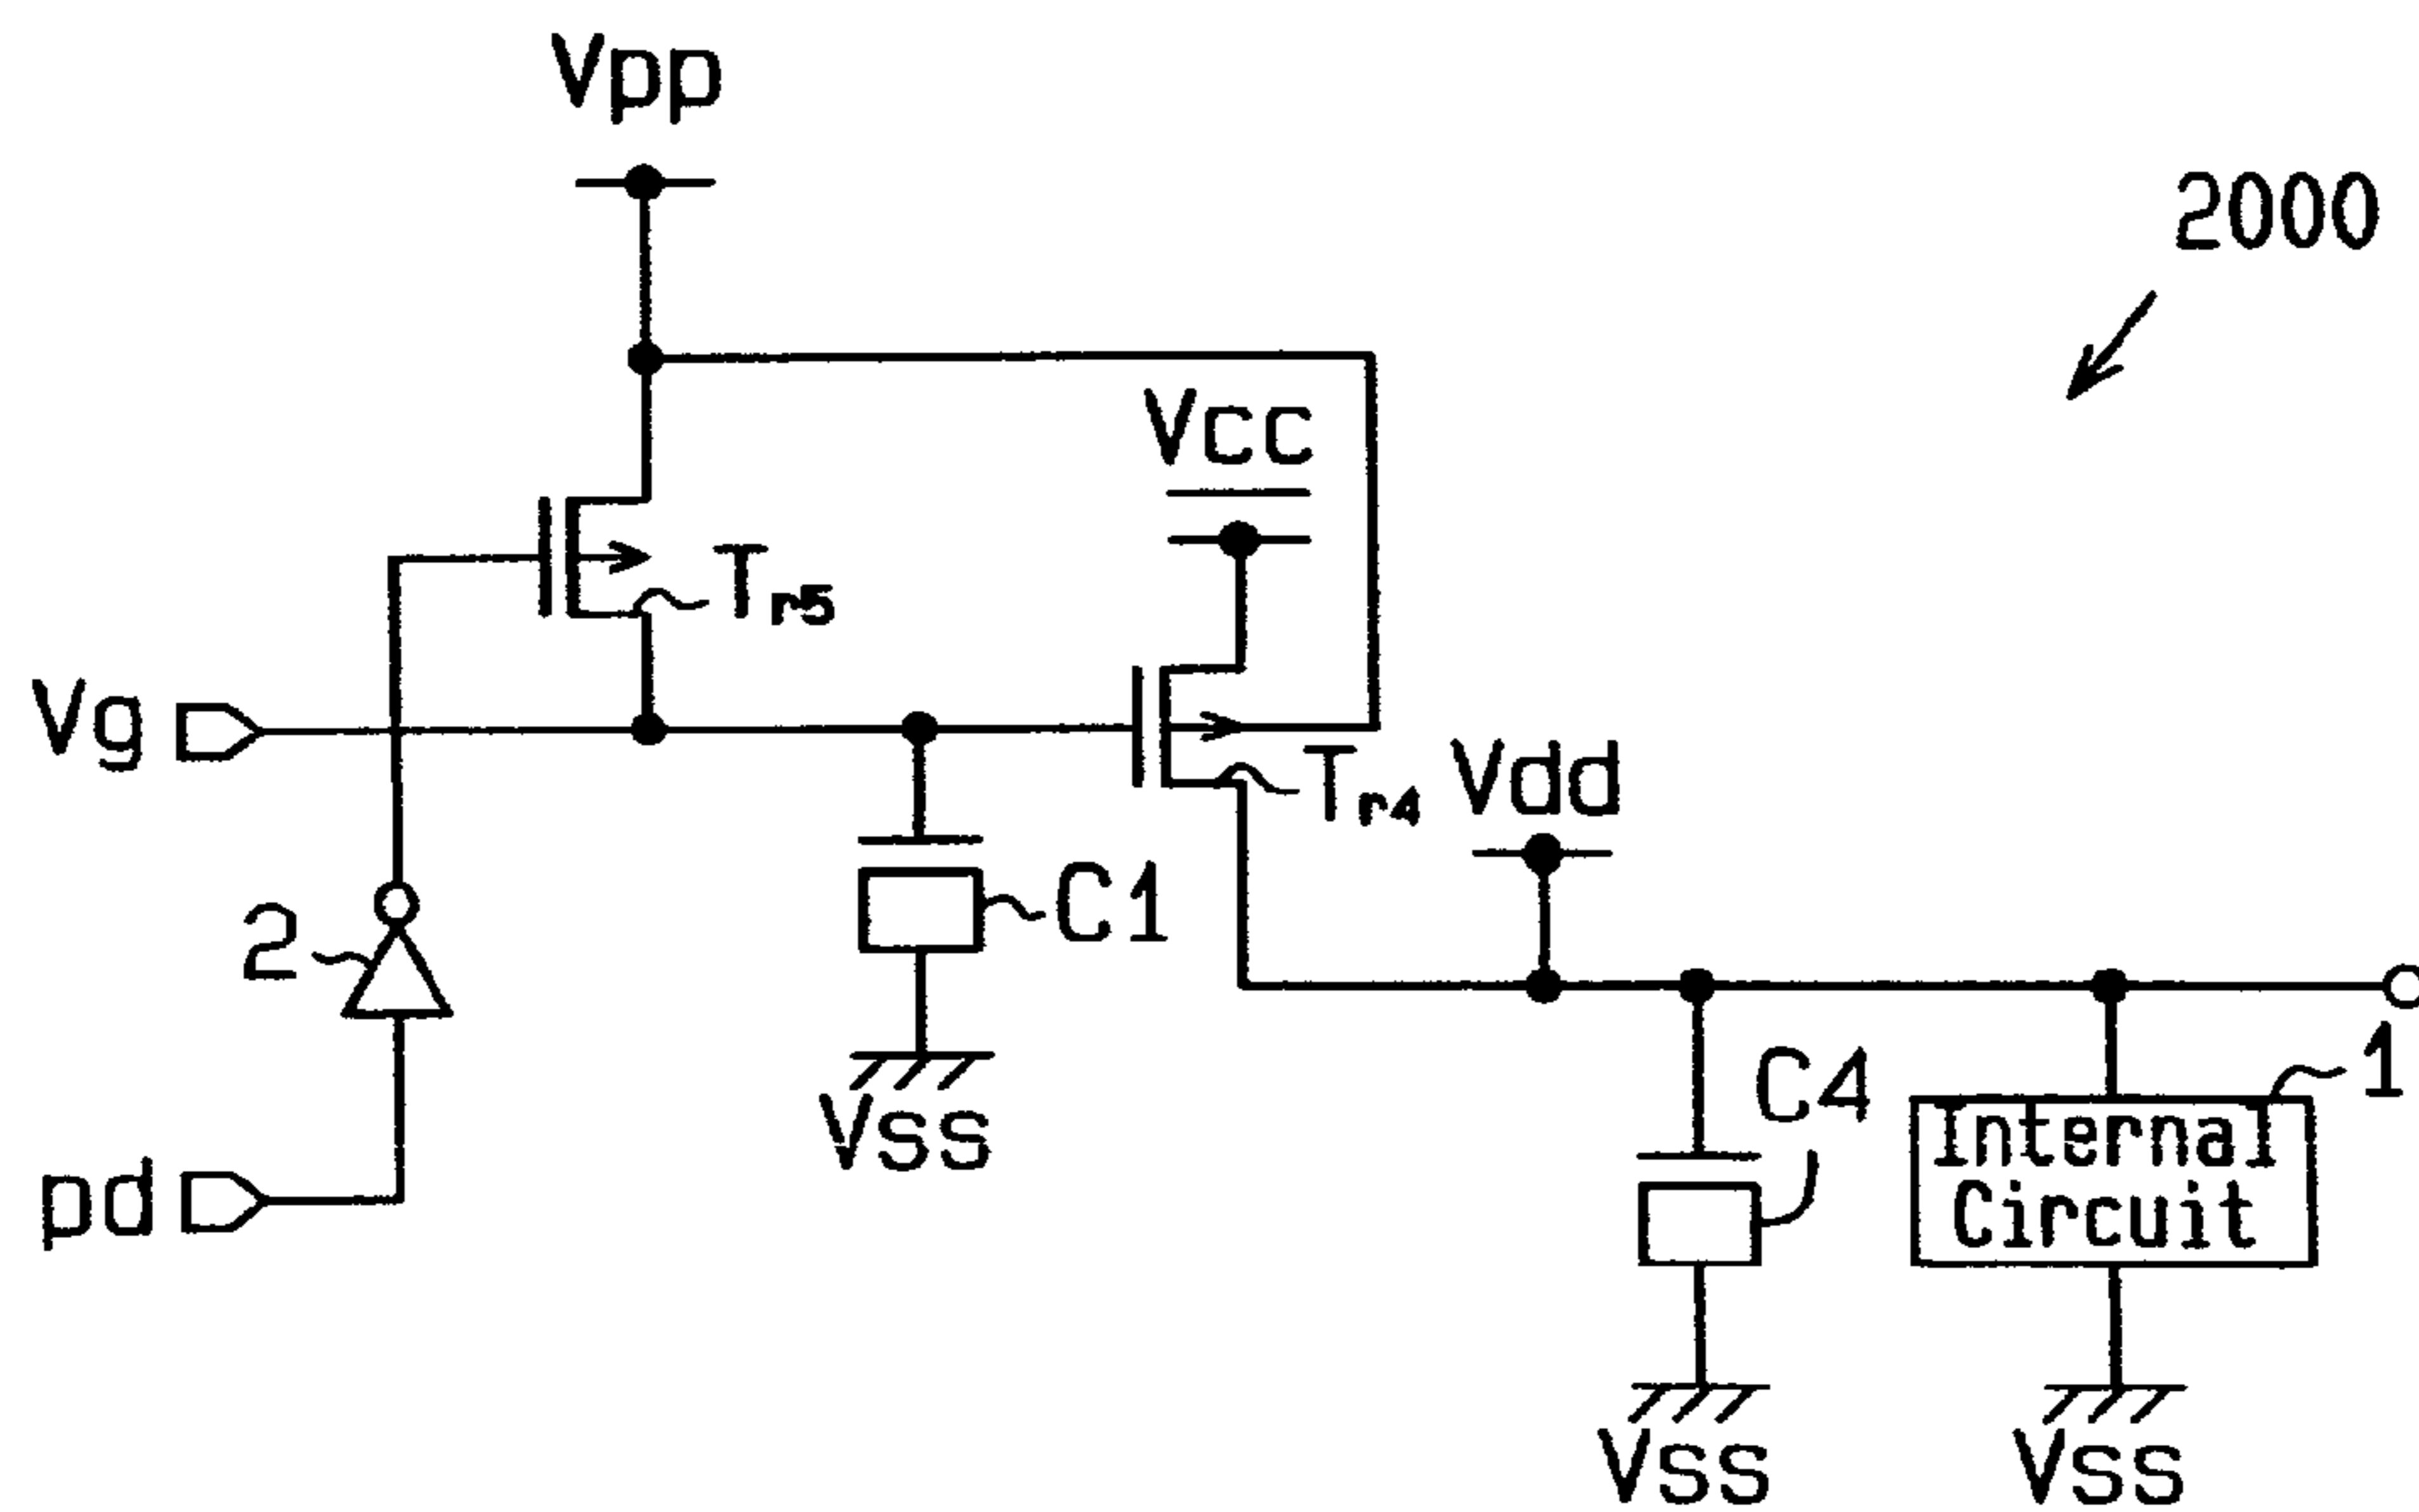 Vpp
2000
Vcc
Tr5
Vg
Tr4
Vdd
C1
2
C4
1
Vss
Internal
Circuit
pd
Vss
Vss